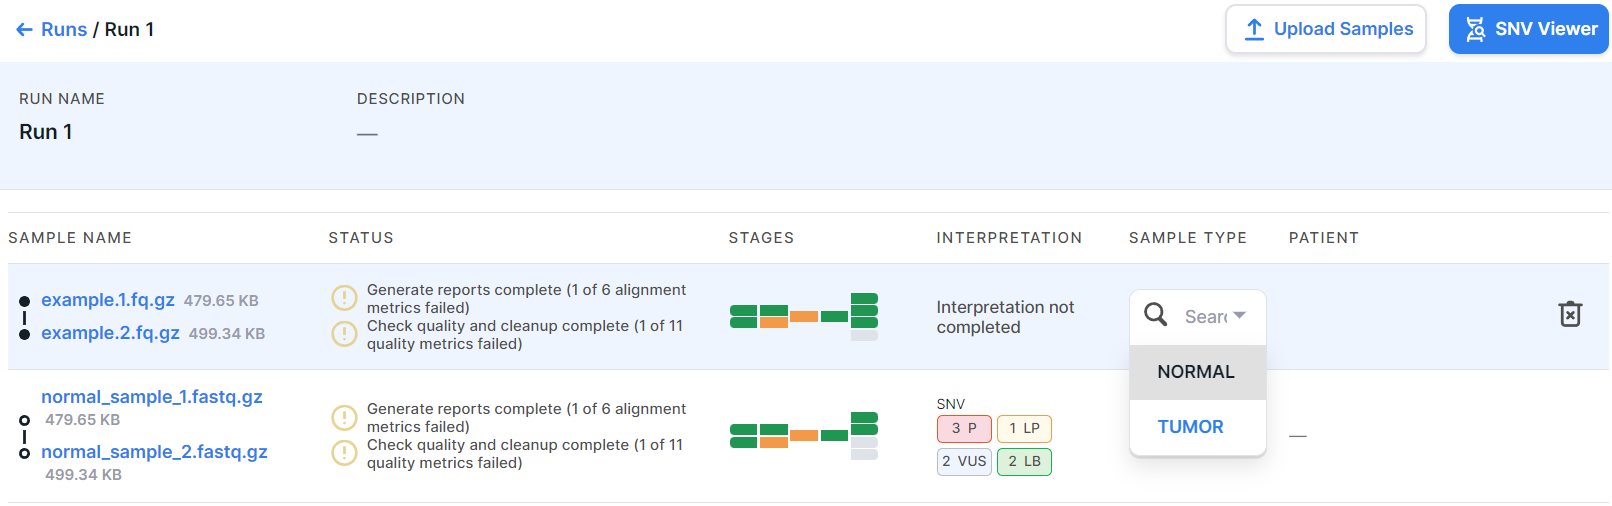 Runs / Run 1
Upload Samples
SNV Viewer
RUN NAME
DESCRIPTION
Run 1
—
SAMPLE NAME
STATUS
STAGES
INTERPRETATION
SAMPLE TYPE
PATIENT
example.1.fq.gz 479.65 KB
example.2.fq.gz 499.34 KB
Generate reports complete (1 of 6 alignment
metrics failed)
Check quality and cleanup complete (1 of 11
quality metrics failed)
Interpretation not
completed
Searc
NORMAL
TUMOR
normal_sample_1.fastq.gz
479.65 KB
normal_sample_2.fastq.gz
499.34 KB
Generate reports complete (1 of 6 alignment
metrics failed)
Check quality and cleanup complete (1 of 11
quality metrics failed)
SNV
3 P
1 LP
2 VUS
2 LB
—